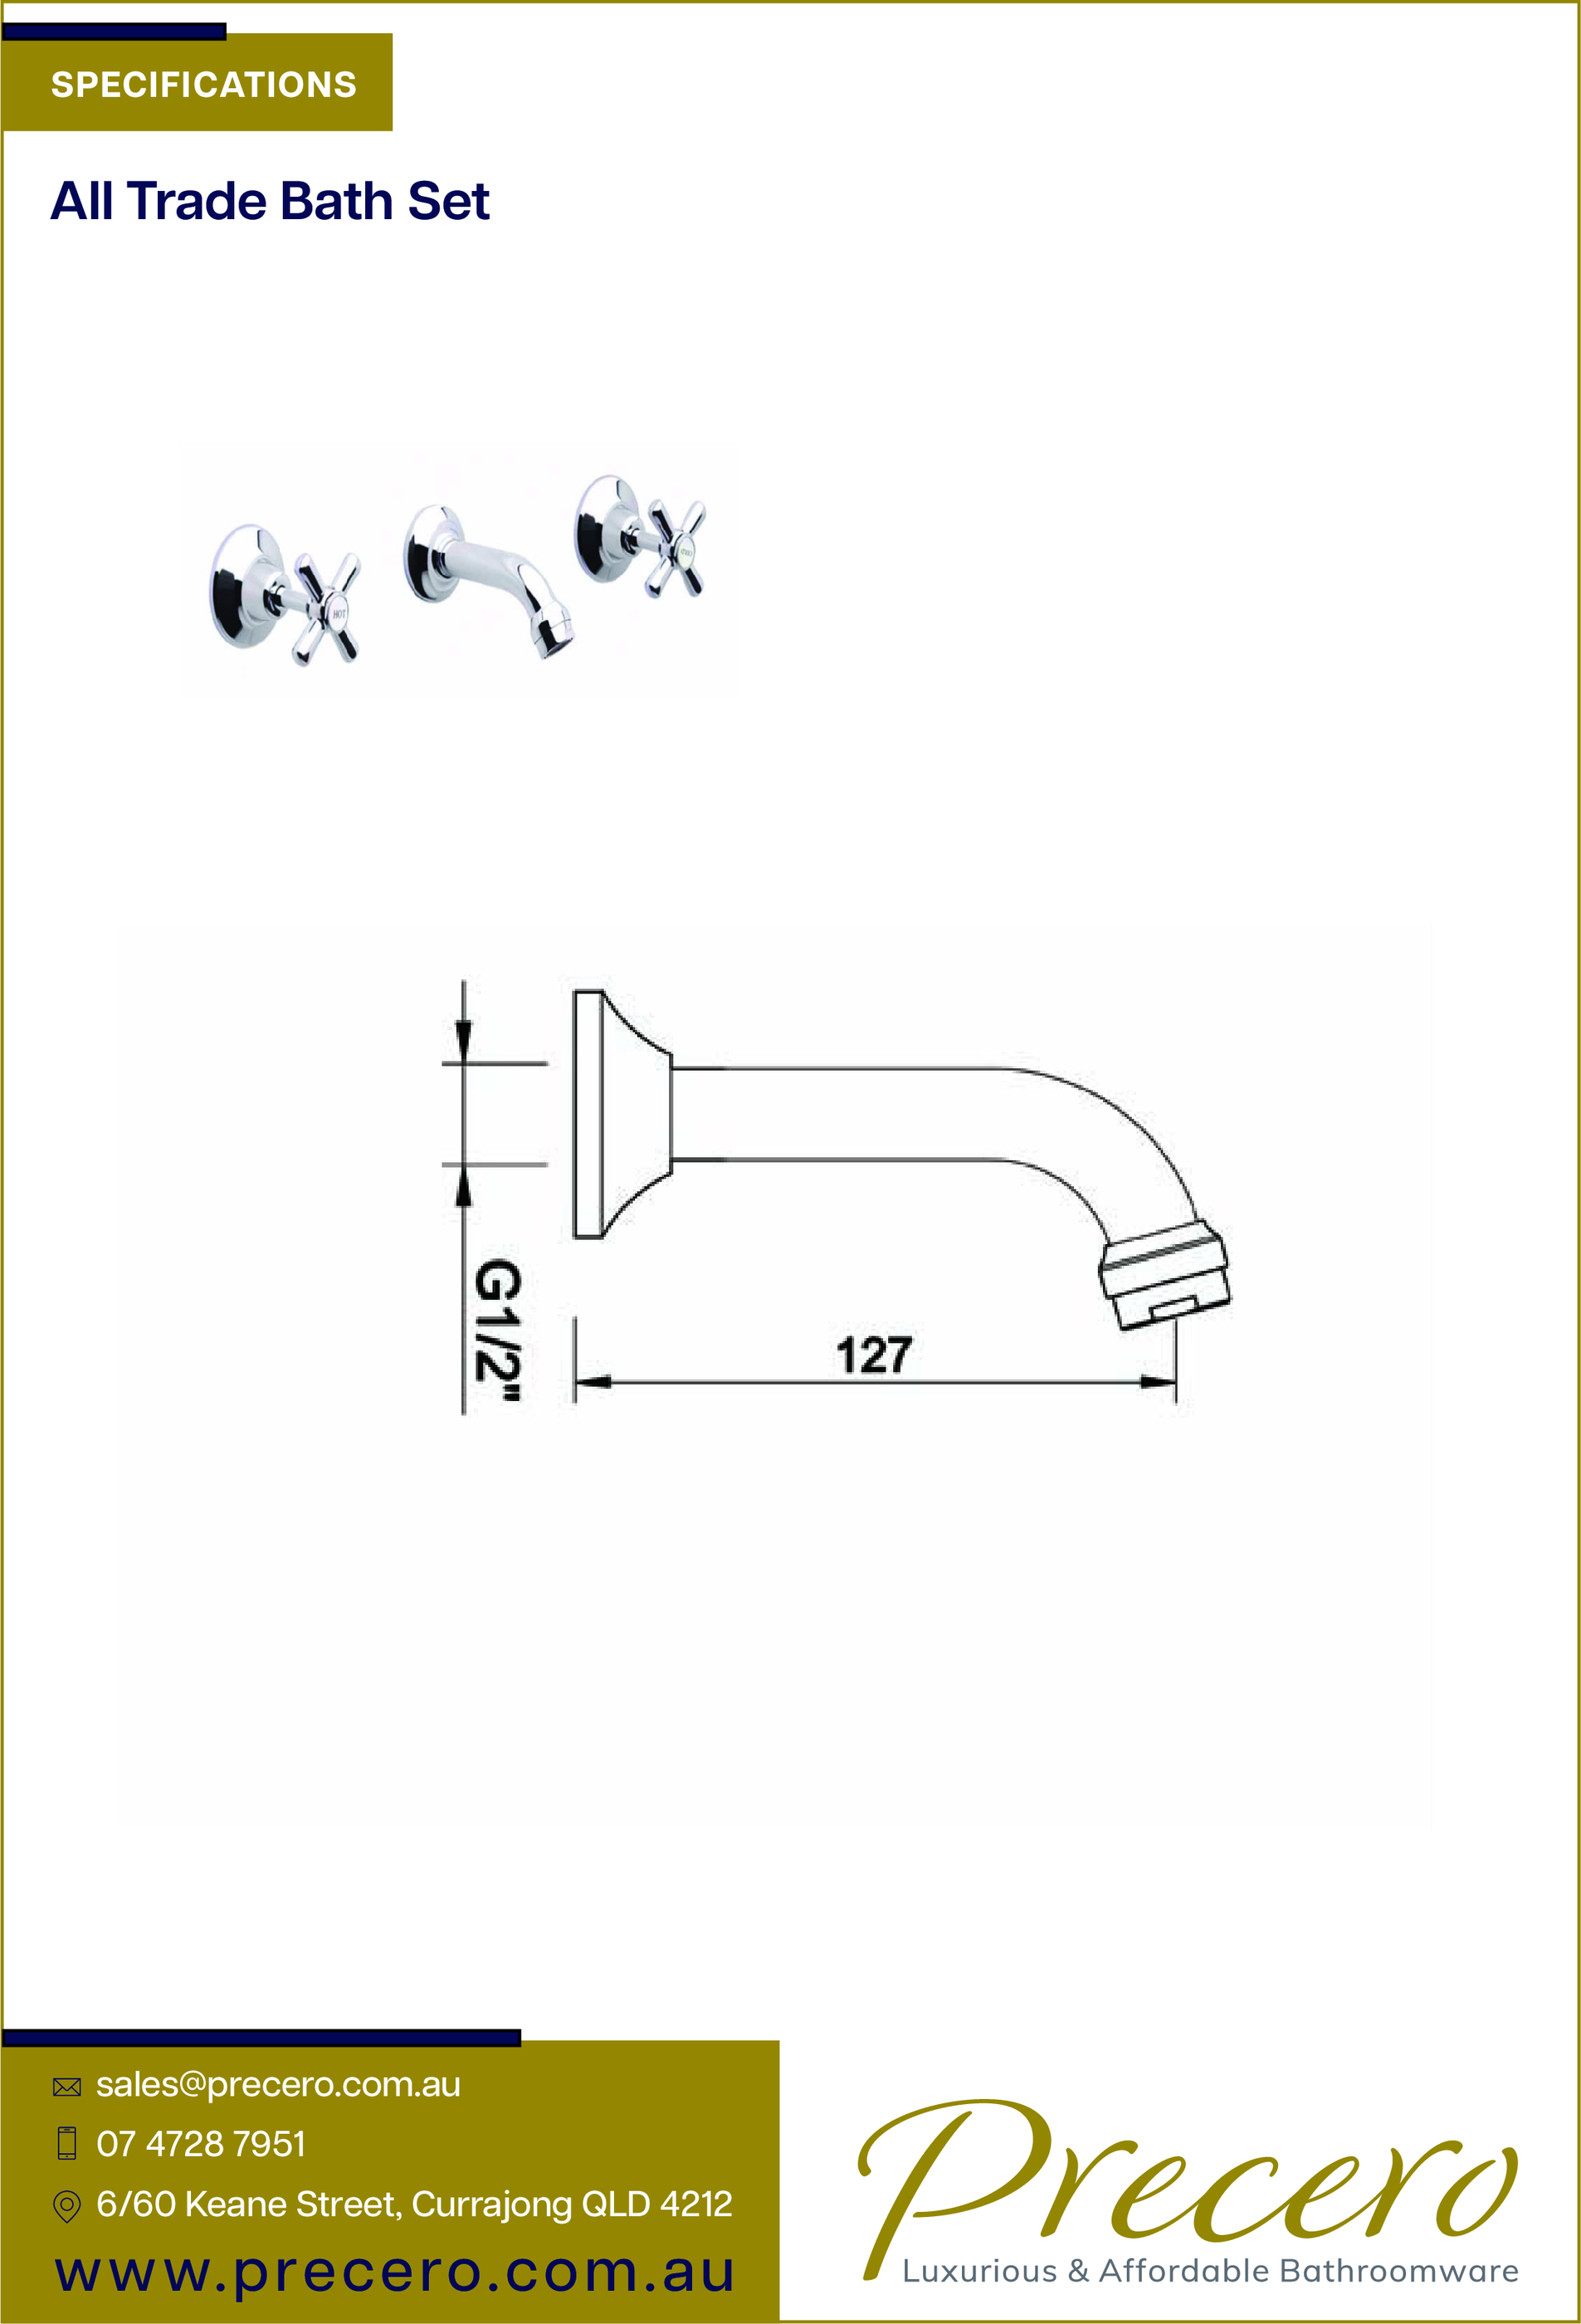 SPECIFICATIONS
All Trade Bath Set
HOT
G1/2"
127
sales@precero.com.au
07 4728 7951
6/60 Keane Street, Currajong QLD 4212
www.precero.com.au
Precero
Luxurious & Affordable Bathroomware